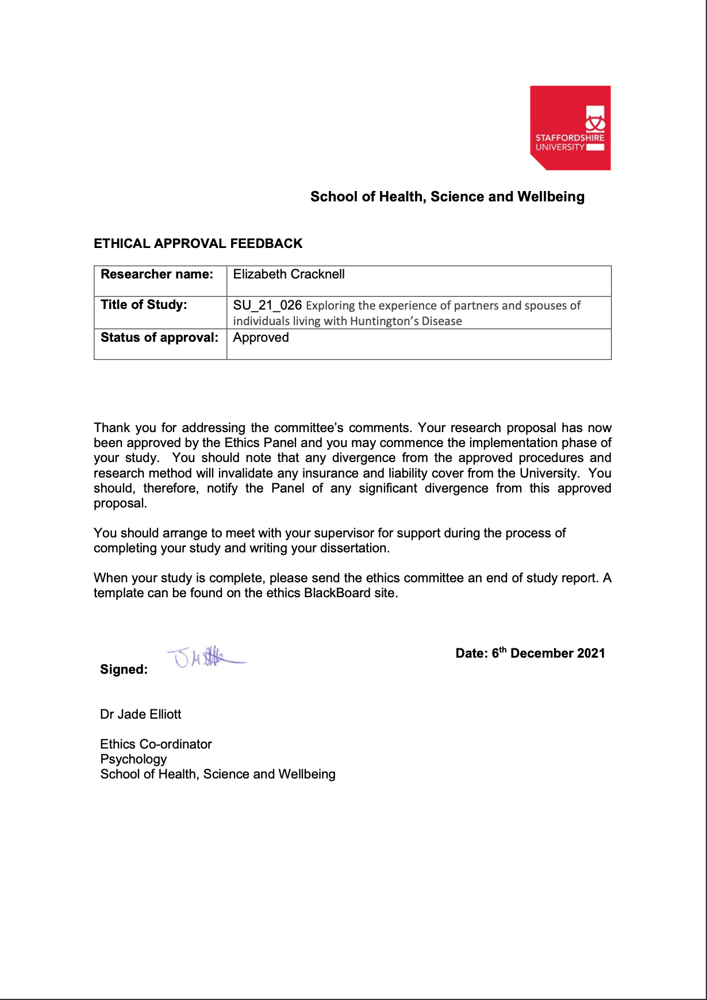 STAFFORDSHIRE
UNIVERSITY
School of Health, Science and Wellbeing
ETHICAL APPROVAL FEEDBACK
Researcher name: Elizabeth Cracknell
Title of Study: SU_21_026 Exploring the experience of partners and spouses of
individuals living with Huntington’s Disease
Status of approval: Approved
Thank you for addressing the committee’s comments. Your research proposal has now
been approved by the Ethics Panel and you may commence the implementation phase of
your study.  You should note that any divergence from the approved procedures and
research method will invalidate any insurance and liability cover from the University.  You
should, therefore, notify the Panel of any significant divergence from this approved
proposal.
You should arrange to meet with your supervisor for support during the process of
completing your study and writing your dissertation.
When your study is complete, please send the ethics committee an end of study report. A
template can be found on the ethics BlackBoard site.
Date: 6th December 2021
Signed:
Dr Jade Elliott
Ethics Co-ordinator
Psychology
School of Health, Science and Wellbeing